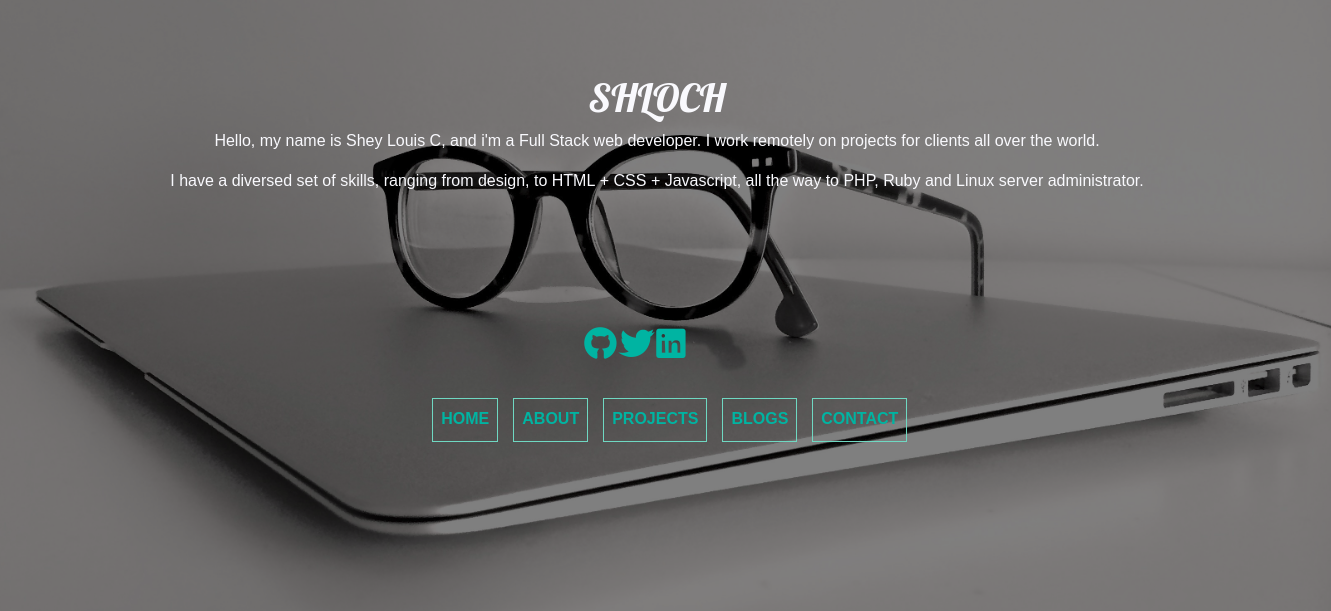 SHLOCH
Hello, my name is Shey Louis C, and i'm a Full Stack web developer. I work remotely on projects for clients all over the world.
I have a diversed set of skills, ranging from design, to HTML + CSS + Javascript, all the way to PHP, Ruby and Linux server administrator.
in
HOME ABOUT PROJECTS BLOGS CONTACT